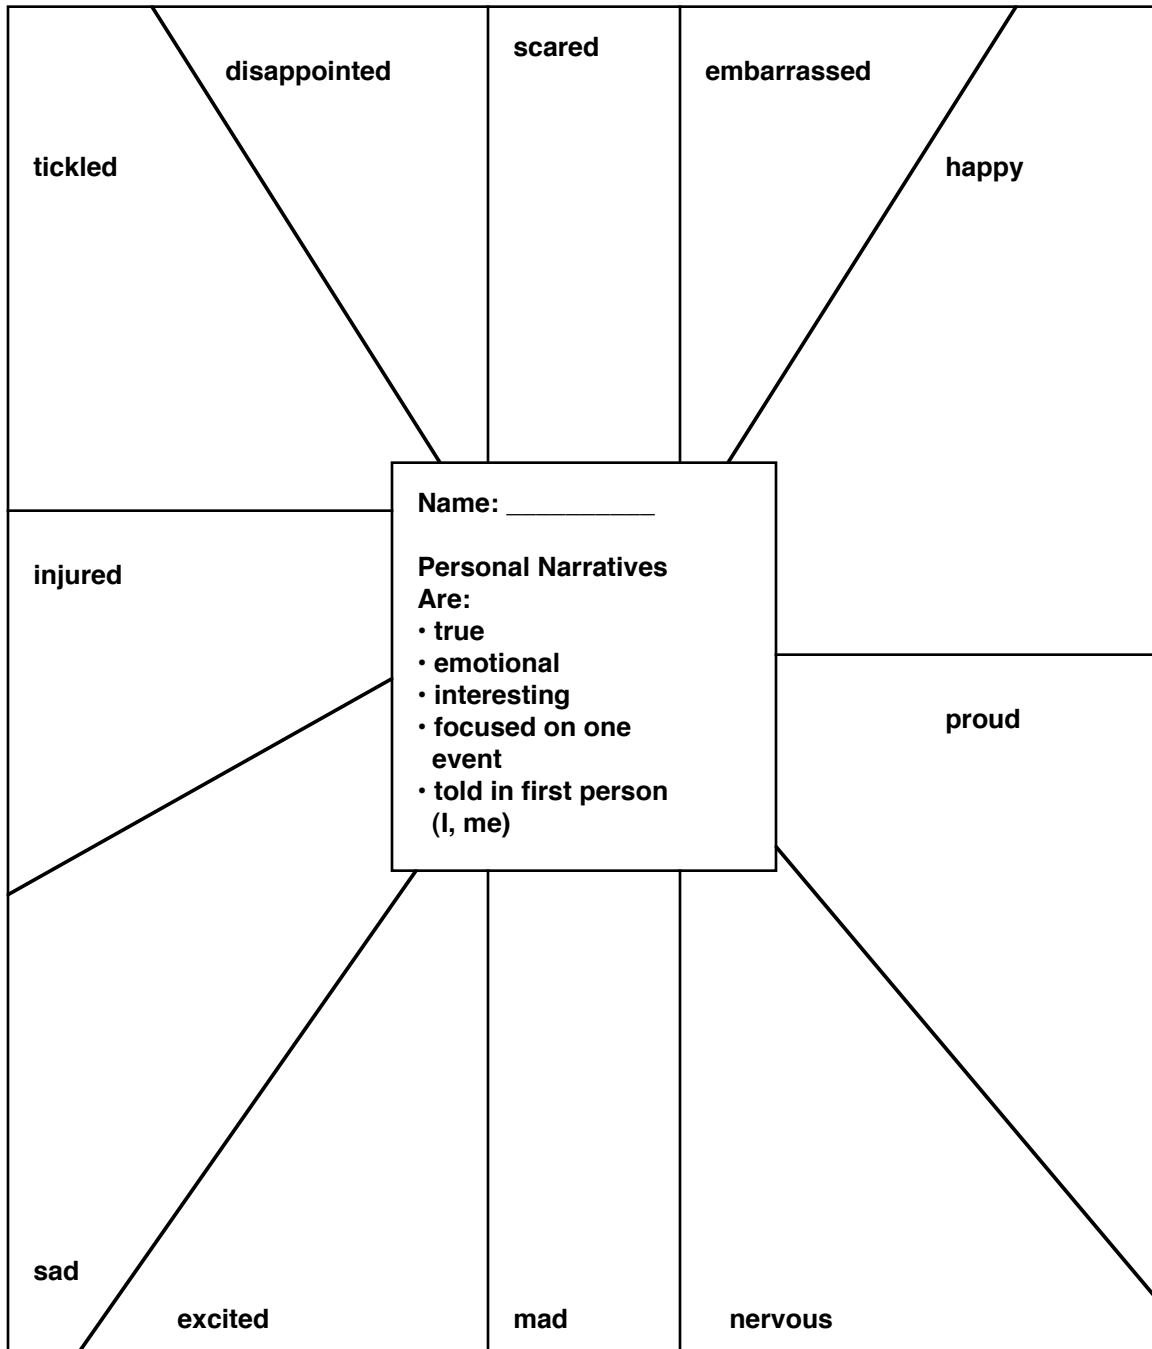 scared
disappointed
embarrassed
tickled
happy
Name: __________
Personal Narratives
Are:
• true
• emotional
• interesting
• focused on one
event
• told in first person
(I, me)
injured
proud
sad
excited
mad
nervous